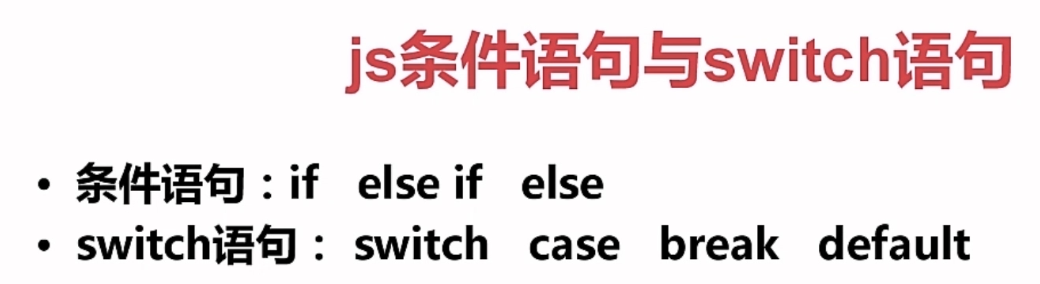 js条件语句与switch语句
• 条件语句：if else if else
• switch语句： switch case break default